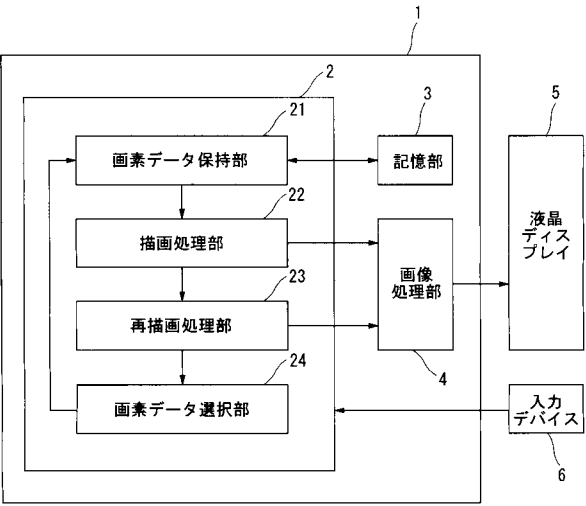 1
2
21
画素データ保持部
3
記憶部
5
液晶
ディス
プレイ
22
描画処理部
画像
処理部
4
23
再描画処理部
24
画素データ選択部
入力
デバイス
6